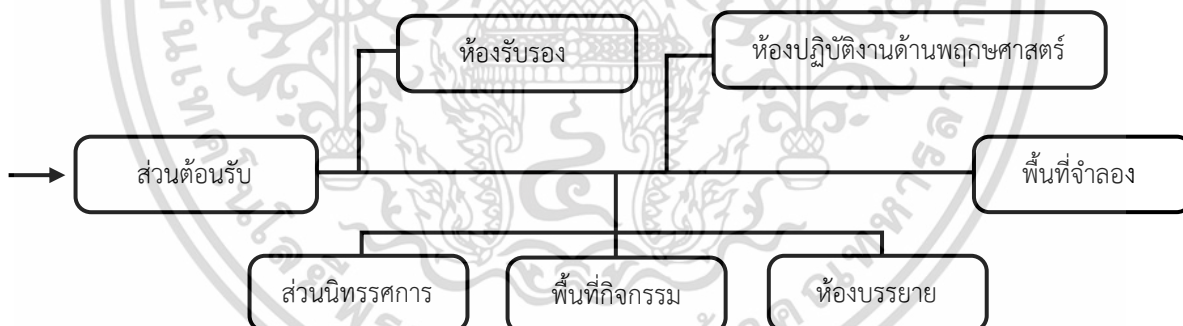 ห้องรับรอง
ห้องปฏิบัติงานด้านพฤกษศาสตร์
ส่วนต้อนรับ
พื้นที่จำลอง
ส่วนนิทรรศการ
พื้นที่กิจกรรม
ห้องบรรยาย